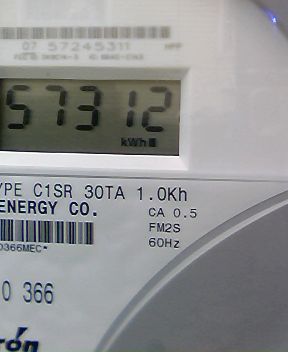 07 57245311
57312
kWh
YPE C1SR 30TA 1.0Kh
ENERGY CO.
CA 0.5
FM2S
60Hz
0366MEC*
0 366
rón